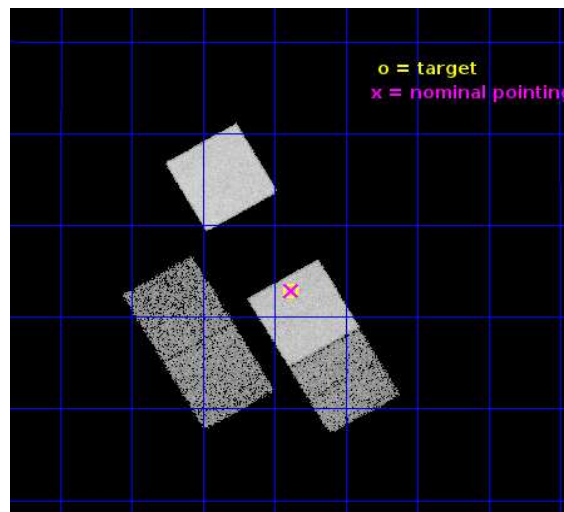 o = target
x = nominal pointing